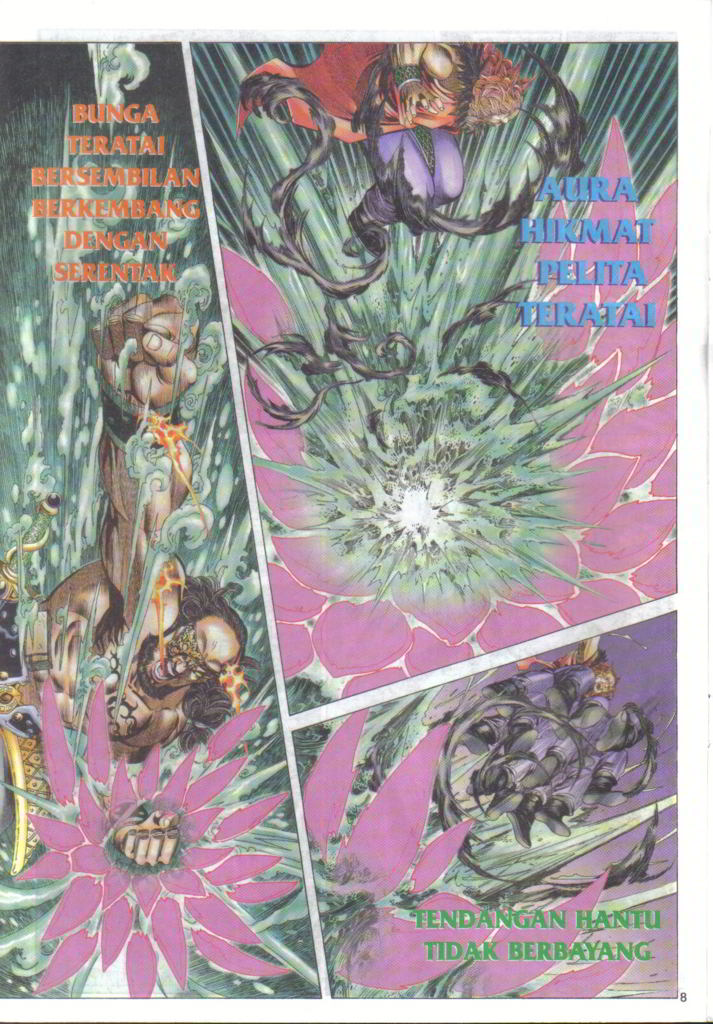 BUNGA
TERATAI
BERSEMBILAN
BERKEMBANG
DENGAN
SERENTAK
AURA
HIKMAT
PELITA
TERATAI
TENDANGAN HANTU
TIDAK BERBAYANG
8